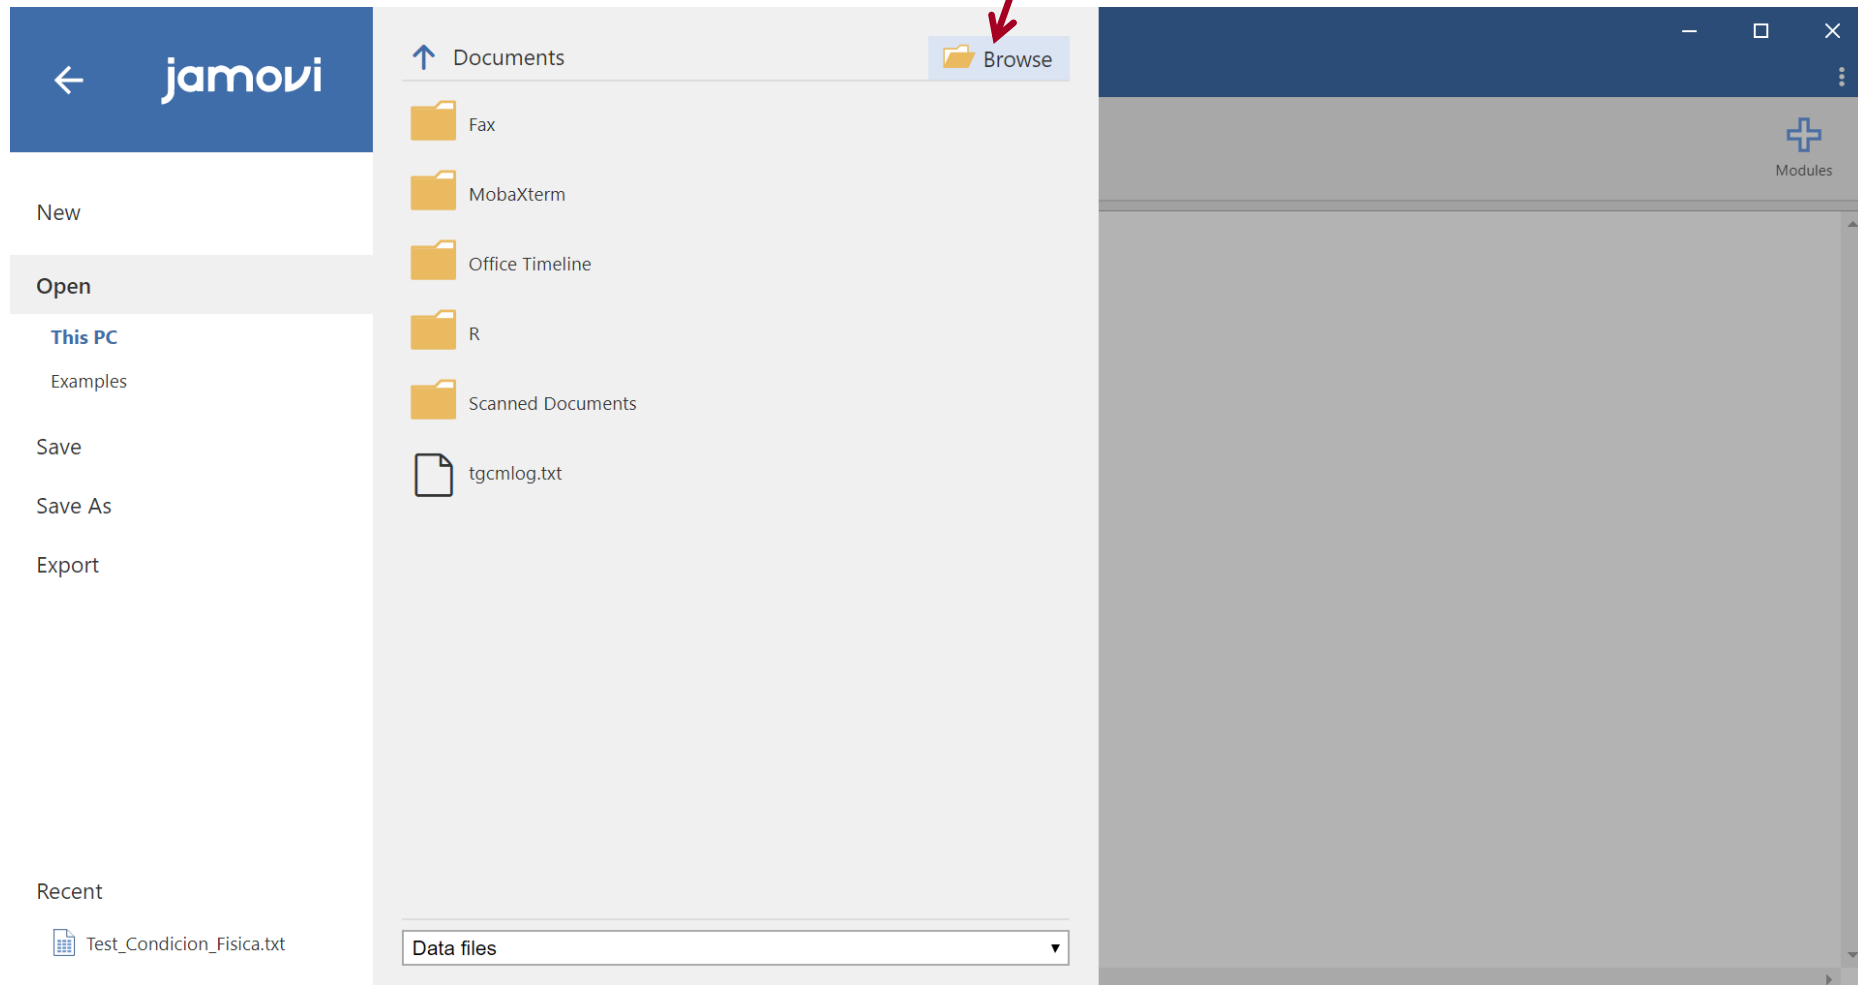 jamovi
New
Open
This PC
Examples
Save
Save As
Export
Recent
Test_Condicion_Fisica.txt
Documents
Browse
Fax
MobaXterm
Office Timeline
R
Scanned Documents
tgcmlog.txt
Data files
Modules